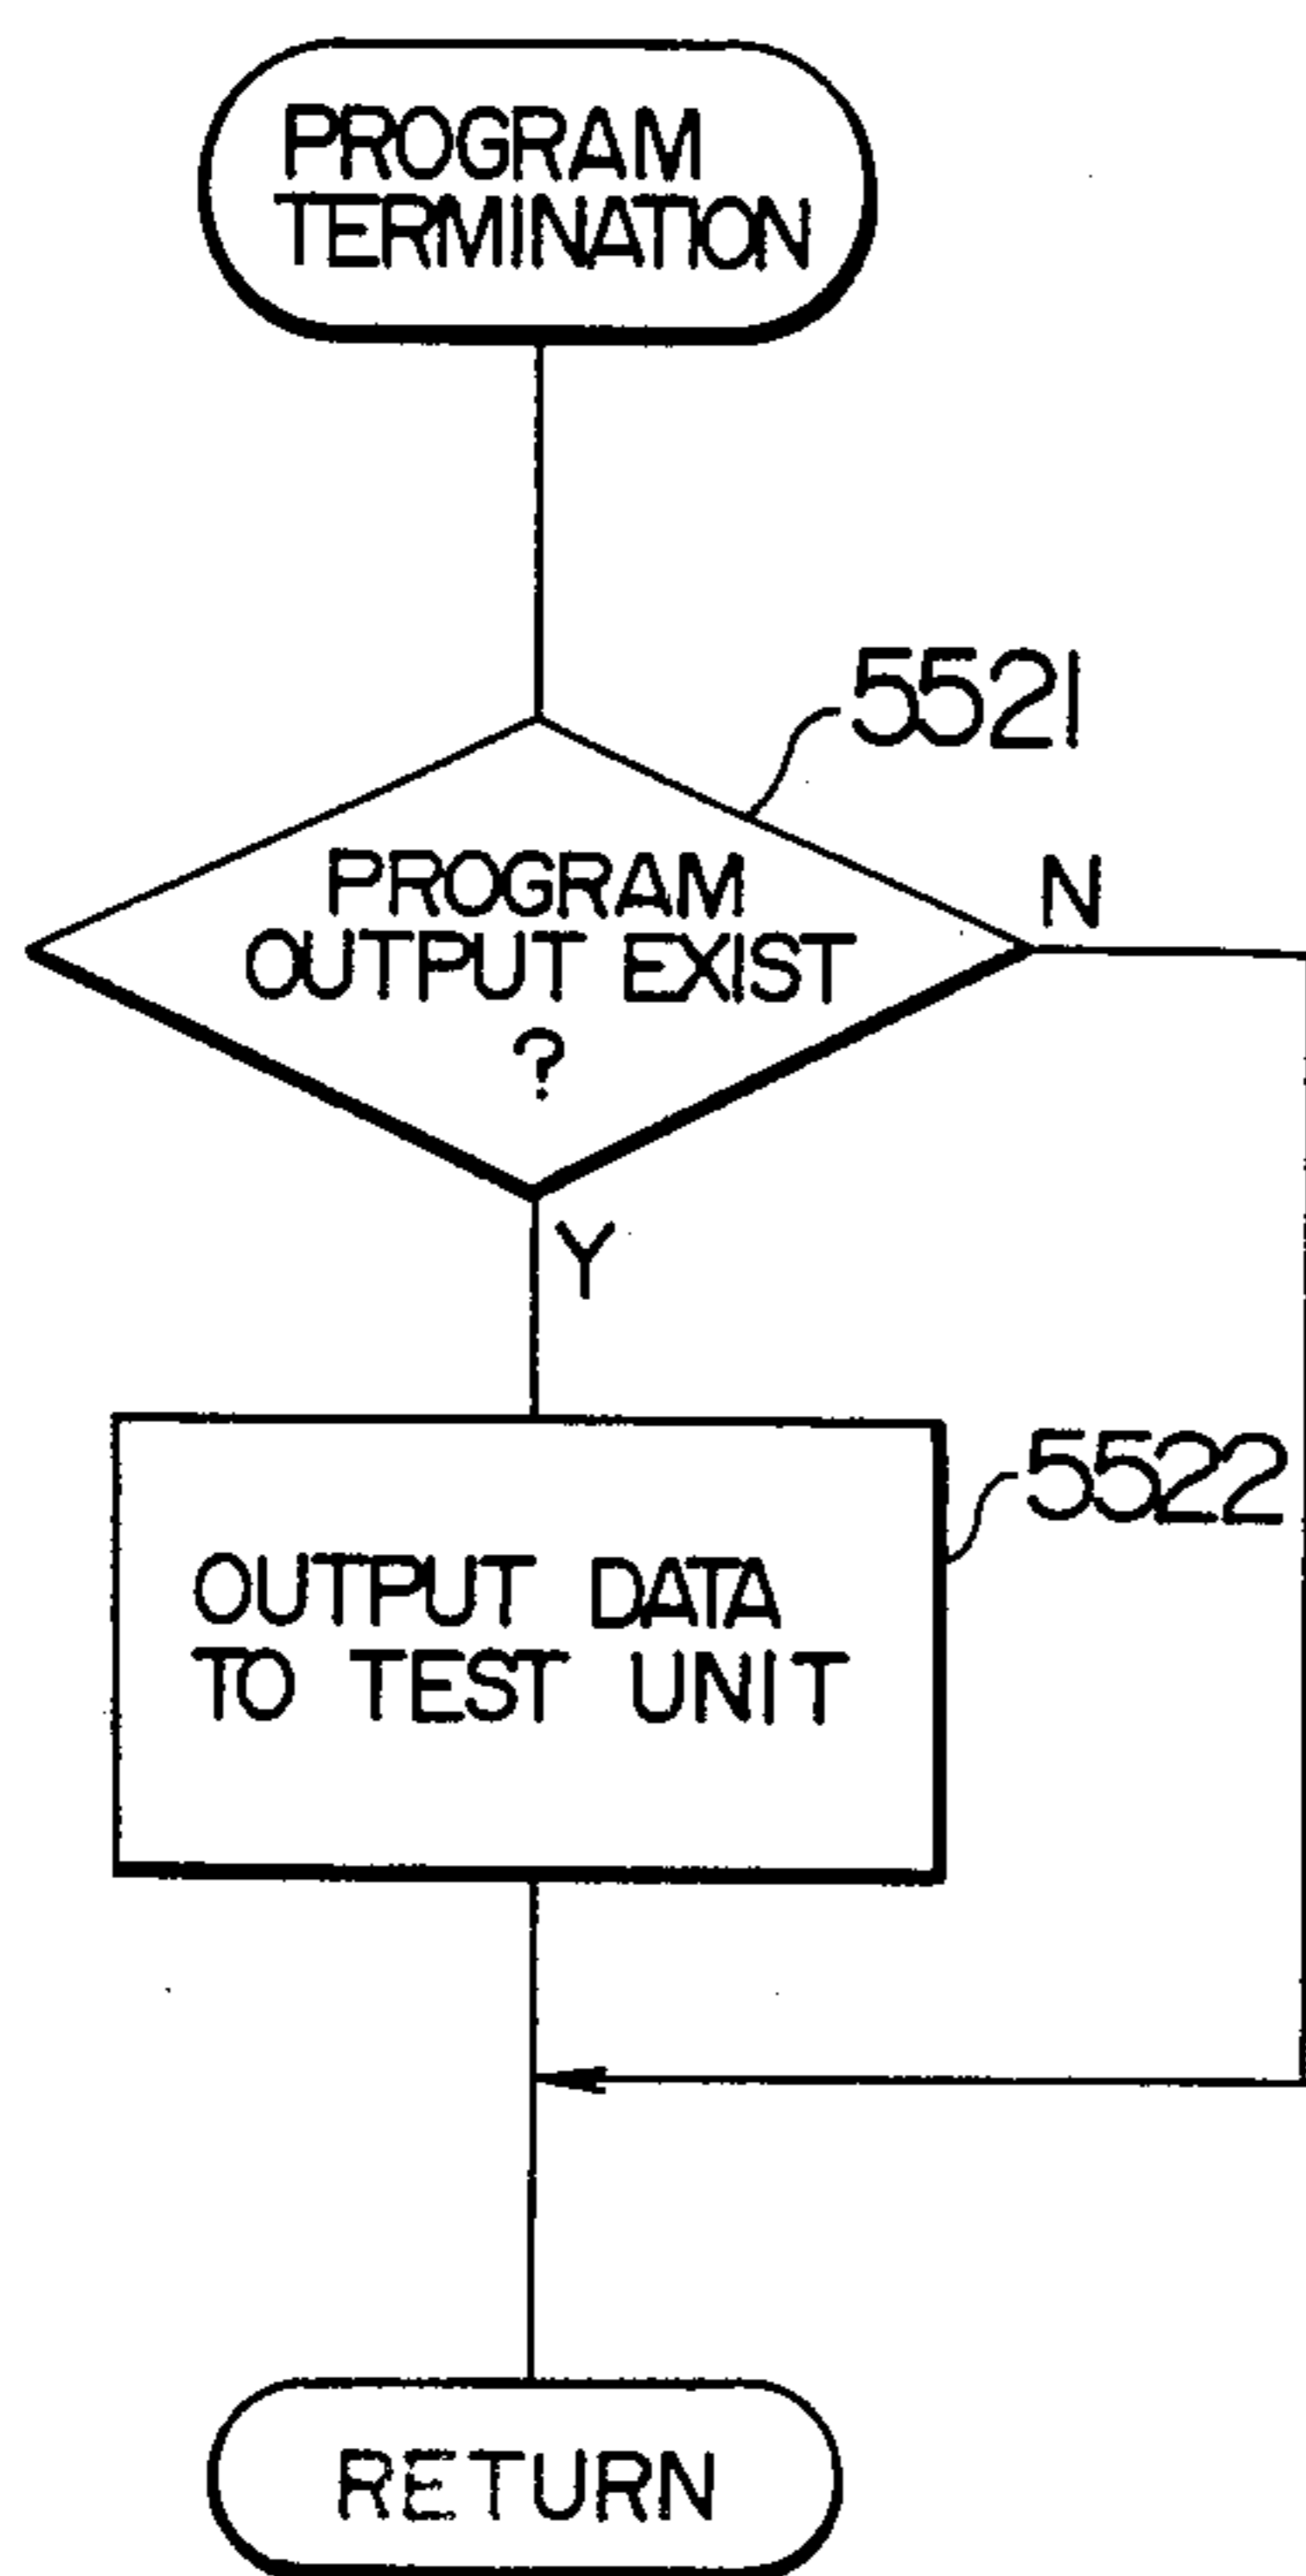 PROGRAM
TERMINATION
5521
PROGRAM
OUTPUT EXIST
?
N
Y
5522
OUTPUT DATA
TO TEST UNIT
RETURN